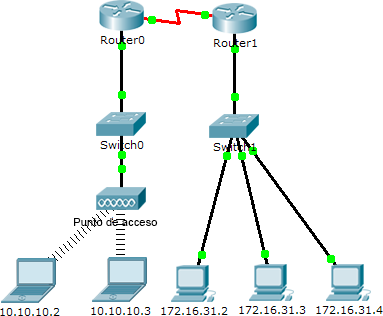 Router0
Router1
Switch0
Switch1
Punto de acceso
10.10.10.2
10.10.10.3
172.16.31.2
172.16.31.3
172.16.31.4